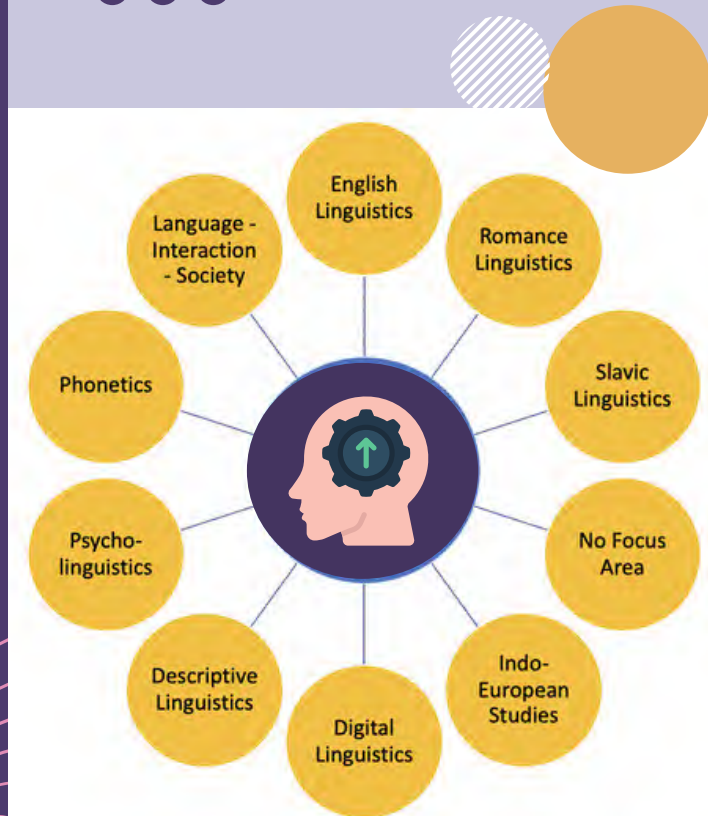 English
Linguistics
Romance
Linguistics
Slavic
Linguistics
No Focus
Area
Indo-
European
Studies
Digital
Linguistics
Descriptive
Linguistics
Psycho-
linguistics
Phonetics
Language -
Interaction
- Society